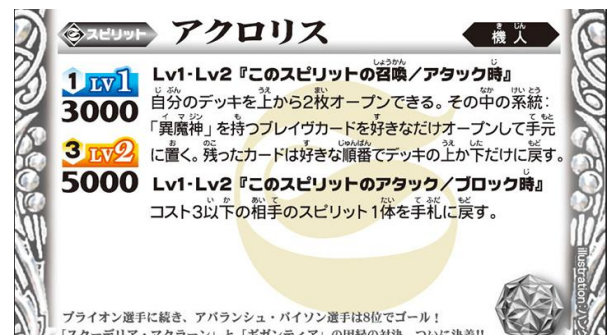 スピリット アクロリス 機人
1 LV1 3000
3 LV2 5000
Lv1・Lv2『このスピリットの召喚/アタック時』
自分のデッキを上から2枚オープンできる。その中の系統:
「異魔神」を持つブレイヴカードを好きなだけオープンして手元
に置く。残ったカードは好きな順番でデッキの上か下だけに戻す。
Lv1・Lv2『このスピリットのアタック/ブロック時』
コスト3以下の相手のスピリット1体を手札に戻す。
ブライオン選手に続き、アバランシュ・バイソン選手は8位でゴール!